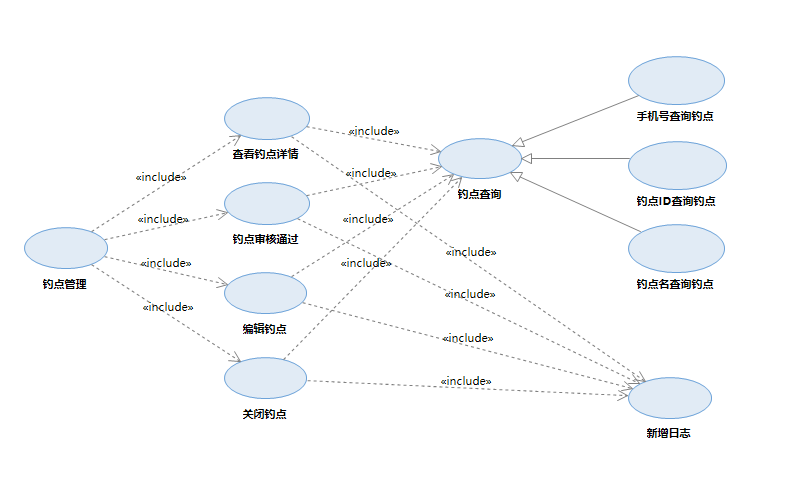 手机号查询钓点
查看钓点详情
«include»
«include»
«include»
钓点查询
钓点ID查询钓点
«include»
«include»
«include»
钓点审核通过
钓点管理
«include»
«include»
«include»
钓点名查询钓点
«include»
«include»
编辑钓点
«include»
«include»
关闭钓点
新增日志